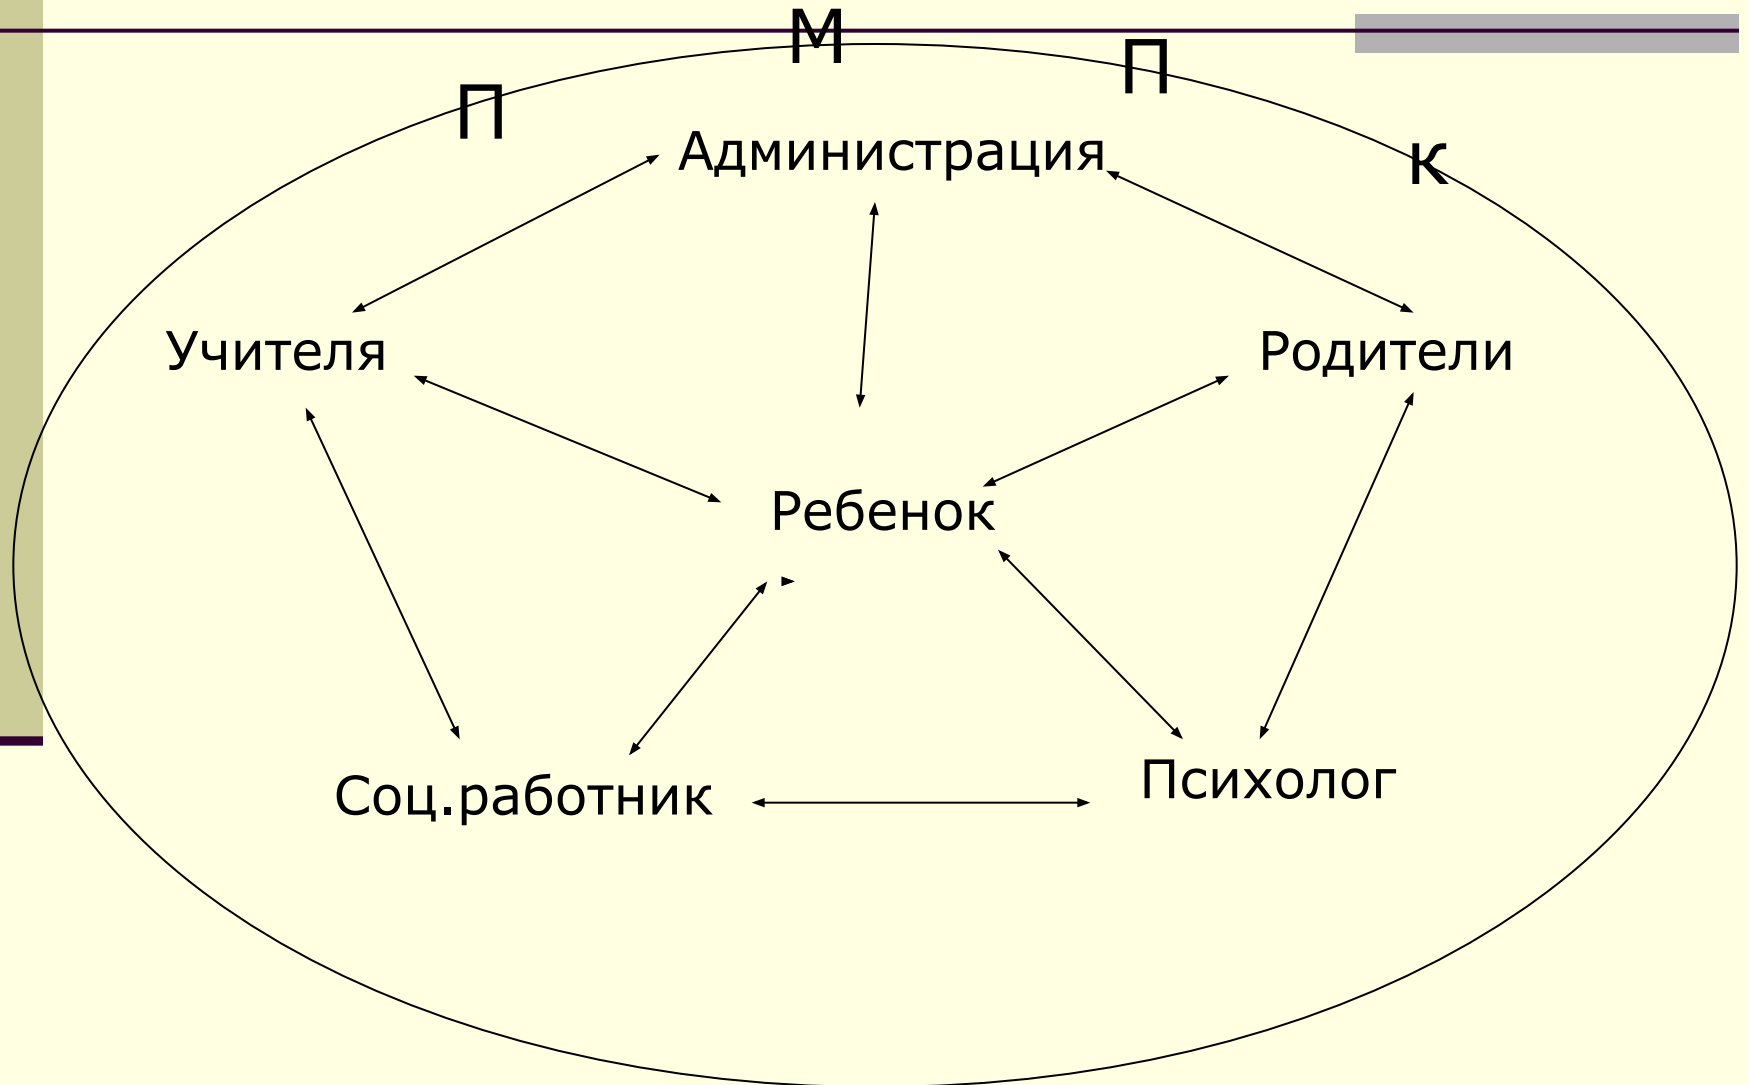 П М П к
Администрация
Учителя
Родители
Ребенок
Соц.работник
Психолог